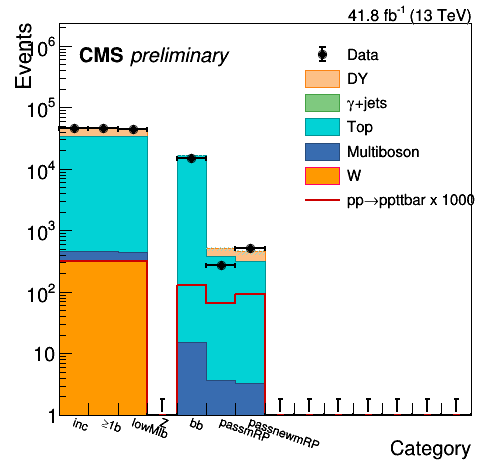 41.8 fb⁻¹ (13 TeV)
Events
CMS preliminary
Data
DY
γ+jets
Top
Multiboson
W
pp→ppttbar x 1000
10⁶
10⁵
10⁴
10³
10²
10
1
inc ≥1b lowMlb Z bb passmRP passnewmRP
Category